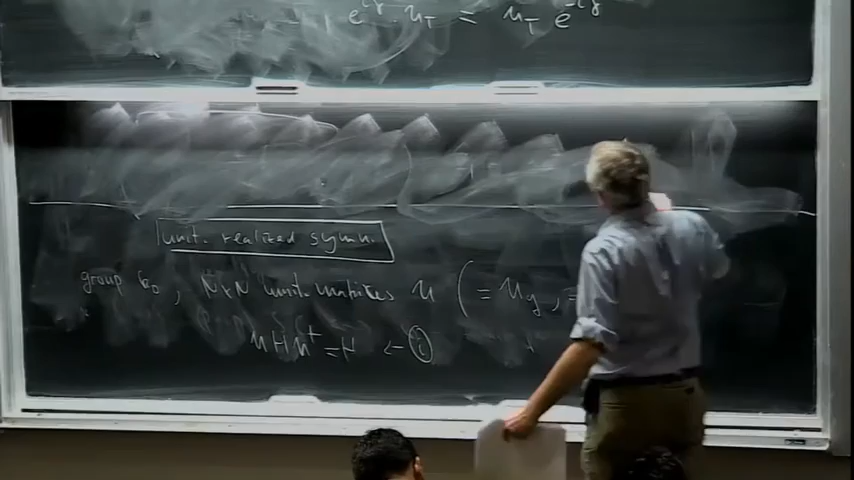 e^{iγ} · u_T = u_T e^{-iγ}
unit. realized symm.
group G_0, N×N unit. matrices u ( = u_g,
u H u^+ = H ← ①